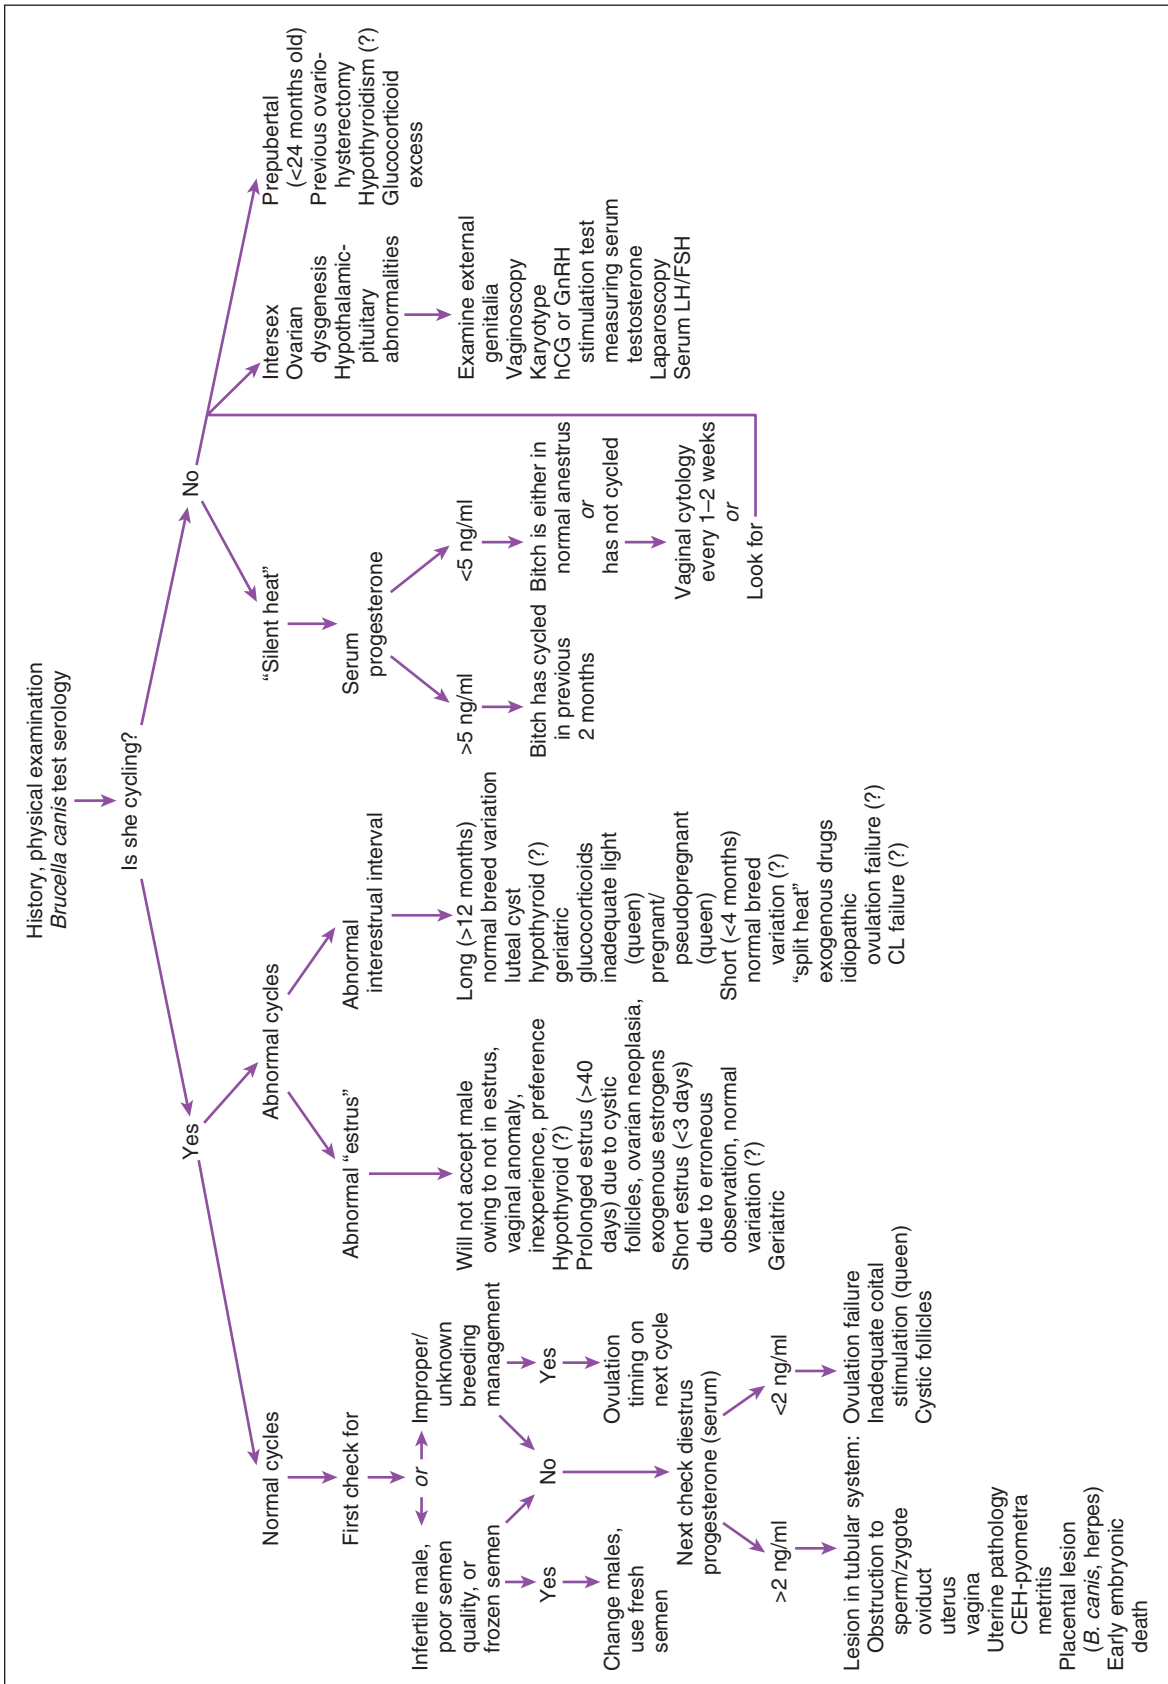 History, physical examination
Brucella canis test serology
Is she cycling?
Yes
No
Normal cycles
Abnormal cycles
First check for
Infertile male,
poor semen
quality, or
frozen semen
or
Improper/
unknown
breeding
management
Yes
Change males,
use fresh
semen
No
Yes
Ovulation
timing on
next cycle
Next check diestrus
progesterone (serum)
>2 ng/ml
<2 ng/ml
Lesion in tubular system:
Obstruction to
sperm/zygote
oviduct
uterus
vagina
Uterine pathology
CEH-pyometra
metritis
Placental lesion
(B. canis, herpes)
Early embryonic
death
Ovulation failure
Inadequate coital
stimulation (queen)
Cystic follicles
Abnormal “estrus”
Will not accept male
owing to not in estrus,
vaginal anomaly,
inexperience, preference
Hypothyroid (?)
Prolonged estrus (>40
days) due to cystic
follicles, ovarian neoplasia,
exogenous estrogens
Short estrus (<3 days)
due to erroneous
observation, normal
variation (?)
Geriatric
Abnormal
interestrual interval
Long (>12 months)
normal breed variation
luteal cyst
hypothyroid (?)
geriatric
glucocorticoids
inadequate light
(queen)
pregnant/
pseudopregnant
(queen)
Short (<4 months)
normal breed
variation (?)
“split heat”
exogenous drugs
idiopathic
ovulation failure (?)
CL failure (?)
“Silent heat”
Serum
progesterone
>5 ng/ml
Bitch has cycled
in previous
2 months
<5 ng/ml
Bitch is either in
normal anestrus
or
has not cycled
Vaginal cytology
every 1–2 weeks
or
Look for
Intersex
Ovarian
dysgenesis
Hypothalamic-
pituitary
abnormalities
Examine external
genitalia
Vaginoscopy
Karyotype
hCG or GnRH
stimulation test
measuring serum
testosterone
Laparoscopy
Serum LH/FSH
Prepubertal
(<24 months old)
Previous ovario-
hysterectomy
Hypothyroidism (?)
Glucocorticoid
excess